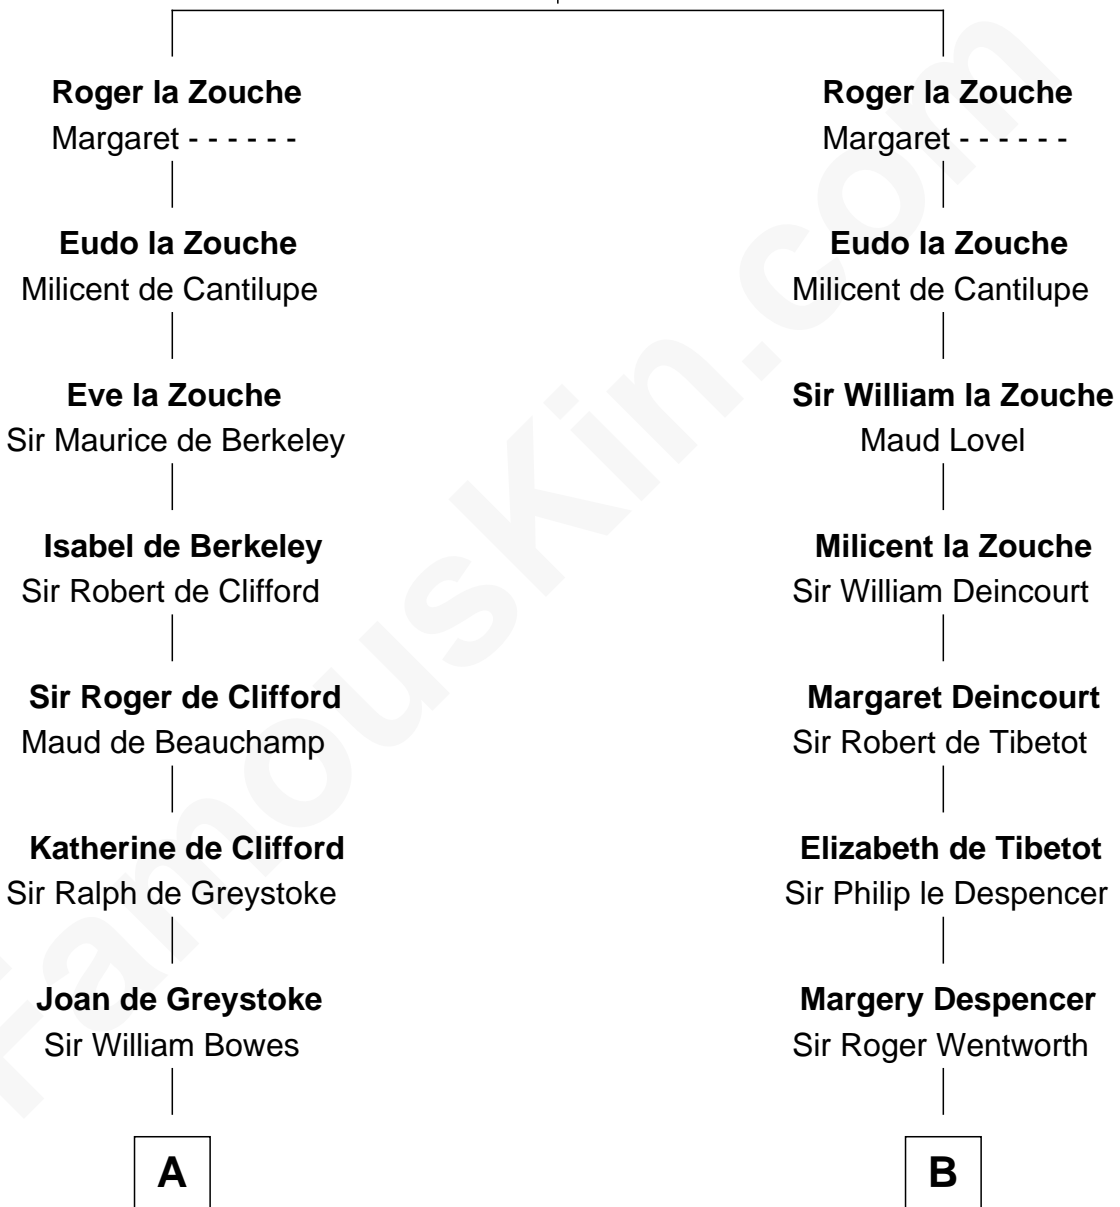 Roger la Zouche
Margaret - - - - - -
Eudo la Zouche
Milicent de Cantilupe
Eve la Zouche
Sir Maurice de Berkeley
Isabel de Berkeley
Sir Robert de Clifford
Sir Roger de Clifford
Maud de Beauchamp
Katherine de Clifford
Sir Ralph de Greystoke
Joan de Greystoke
Sir William Bowes
A
Roger la Zouche
Margaret - - - - - -
Eudo la Zouche
Milicent de Cantilupe
Sir William la Zouche
Maud Lovel
Milicent la Zouche
Sir William Deincourt
Margaret Deincourt
Sir Robert de Tibetot
Elizabeth de Tibetot
Sir Philip le Despencer
Margery Despencer
Sir Roger Wentworth
B
FamousKin.com